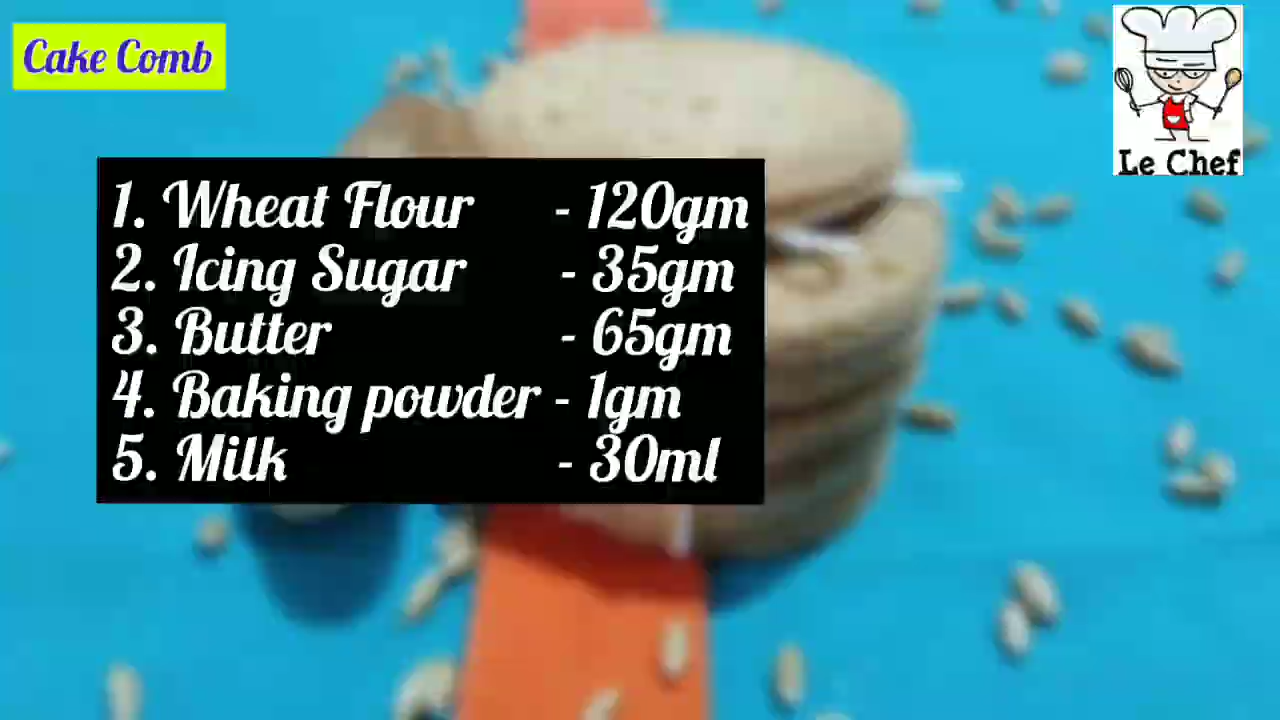 Cake Comb
Le Chef
1. Wheat Flour - 120gm
2. Icing Sugar - 35gm
3. Butter - 65gm
4. Baking powder - 1gm
5. Milk - 30ml